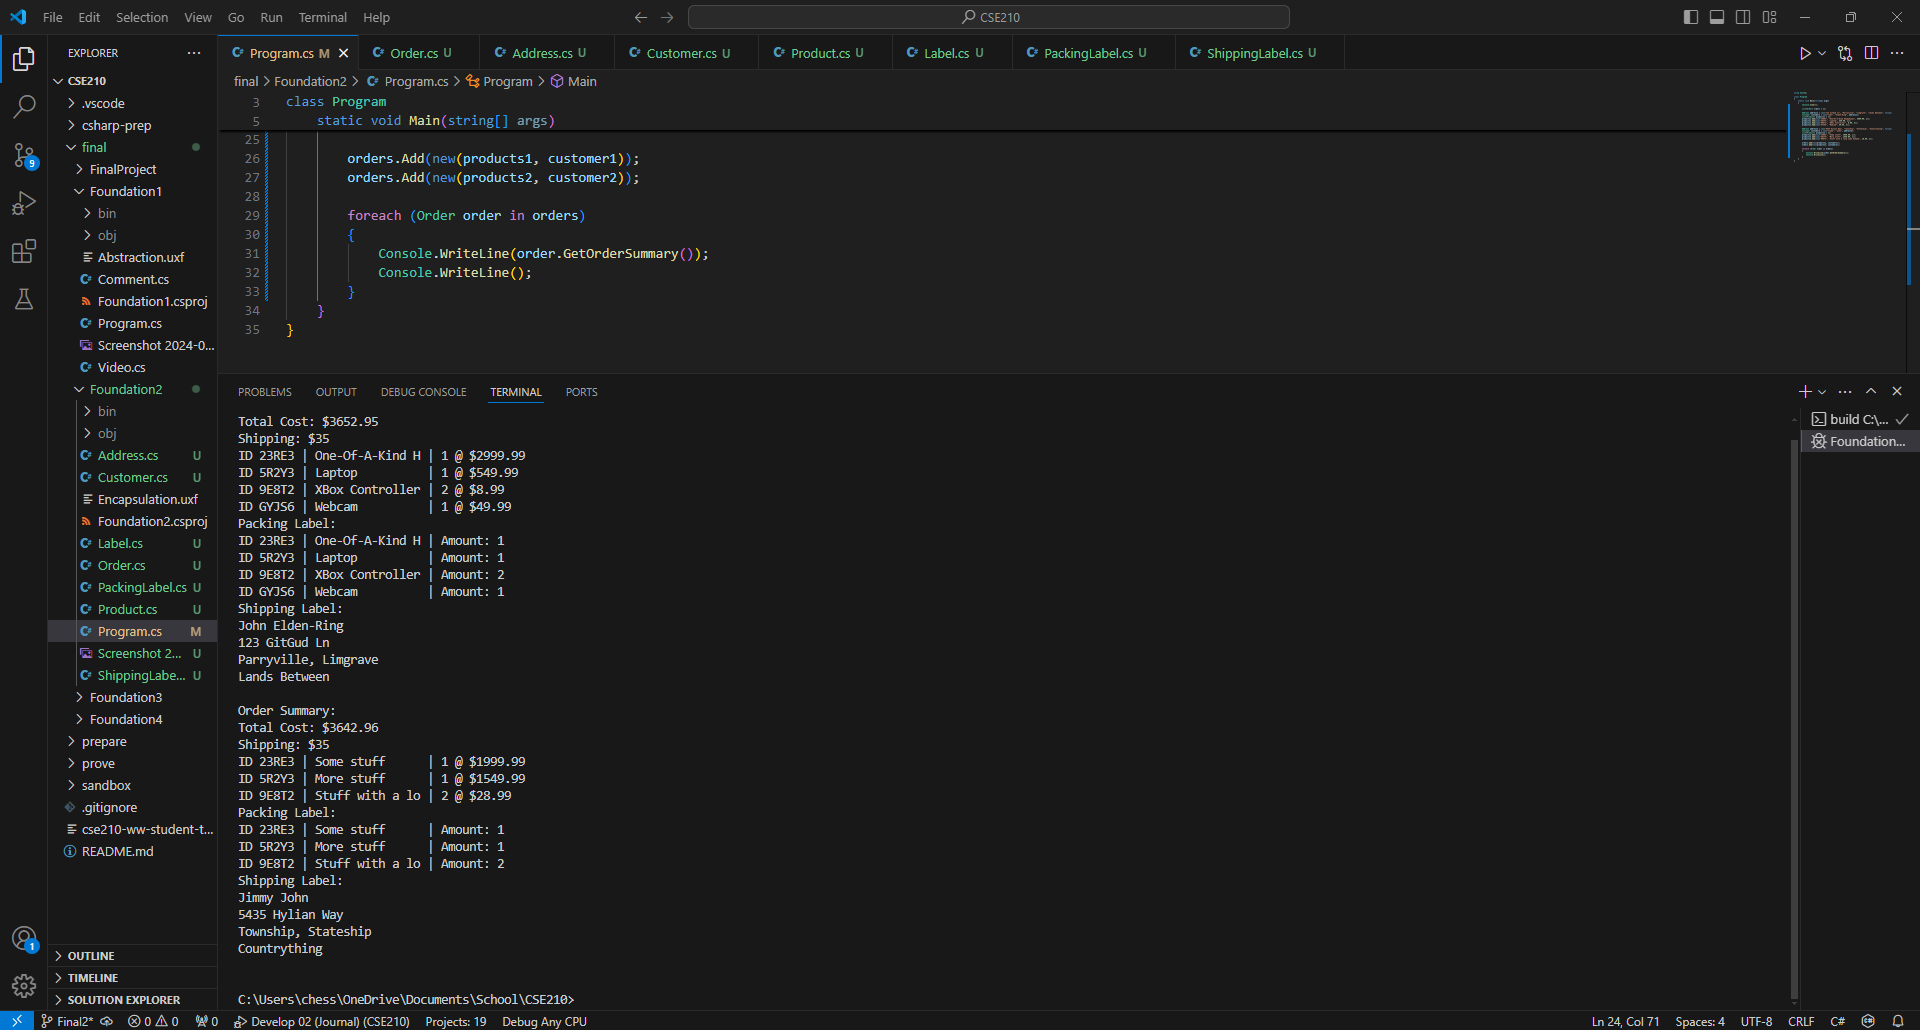 File Edit Selection View Go Run Terminal Help
CSE210
EXPLORER
Program.cs M
Order.cs U
Address.cs U
Customer.cs U
Product.cs U
Label.cs U
PackingLabel.cs U
ShippingLabel.cs U
final > Foundation2 > Program.cs > Program > Main
CSE210
.vscode
csharp-prep
final
FinalProject
Foundation1
bin
obj
Abstraction.uxf
Comment.cs
Foundation1.csproj
Program.cs
Screenshot 2024-0...
Video.cs
Foundation2
bin
obj
Address.cs U
Customer.cs U
Encapsulation.uxf
Foundation2.csproj
Label.cs U
Order.cs U
PackingLabel.cs U
Product.cs U
Program.cs M
Screenshot 2... U
ShippingLabe... U
Foundation3
Foundation4
prepare
prove
sandbox
.gitignore
cse210-ww-student-t...
README.md
OUTLINE
TIMELINE
SOLUTION EXPLORER
9
1
3 class Program
5 static void Main(string[] args)
25
26 orders.Add(new(products1, customer1));
27 orders.Add(new(products2, customer2));
28
29 foreach (Order order in orders)
30 {
31 Console.WriteLine(order.GetOrderSummary());
32 Console.WriteLine();
33 }
34 }
35 }
PROBLEMS OUTPUT DEBUG CONSOLE TERMINAL PORTS
build C:\...
Foundation...
Total Cost: $3652.95
Shipping: $35
ID 23RE3 | One-Of-A-Kind H | 1 @ $2999.99
ID 5R2Y3 | Laptop | 1 @ $549.99
ID 9E8T2 | XBox Controller | 2 @ $8.99
ID GYJS6 | Webcam | 1 @ $49.99
Packing Label:
ID 23RE3 | One-Of-A-Kind H | Amount: 1
ID 5R2Y3 | Laptop | Amount: 1
ID 9E8T2 | XBox Controller | Amount: 2
ID GYJS6 | Webcam | Amount: 1
Shipping Label:
John Elden-Ring
123 GitGud Ln
Parryville, Limgrave
Lands Between
Order Summary:
Total Cost: $3642.96
Shipping: $35
ID 23RE3 | Some stuff | 1 @ $1999.99
ID 5R2Y3 | More stuff | 1 @ $1549.99
ID 9E8T2 | Stuff with a lo | 2 @ $28.99
Packing Label:
ID 23RE3 | Some stuff | Amount: 1
ID 5R2Y3 | More stuff | Amount: 1
ID 9E8T2 | Stuff with a lo | Amount: 2
Shipping Label:
Jimmy John
5435 Hylian Way
Township, Stateship
Countrything
C:\Users\chess\OneDrive\Documents\School\CSE210>
Final2* 0 0 0 Develop 02 (Journal) (CSE210) Projects: 19 Debug Any CPU Ln 24, Col 71 Spaces: 4 UTF-8 CRLF C#